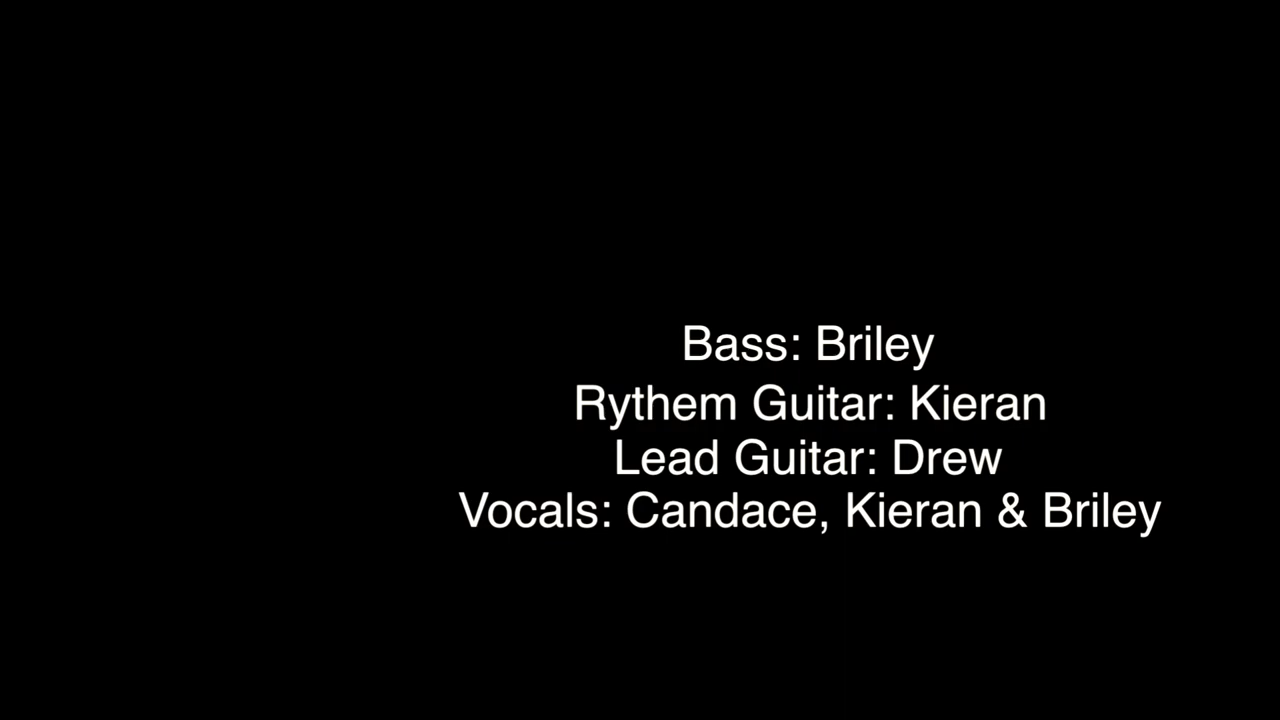 Bass: Briley
Rythem Guitar: Kieran
Lead Guitar: Drew
Vocals: Candace, Kieran & Briley